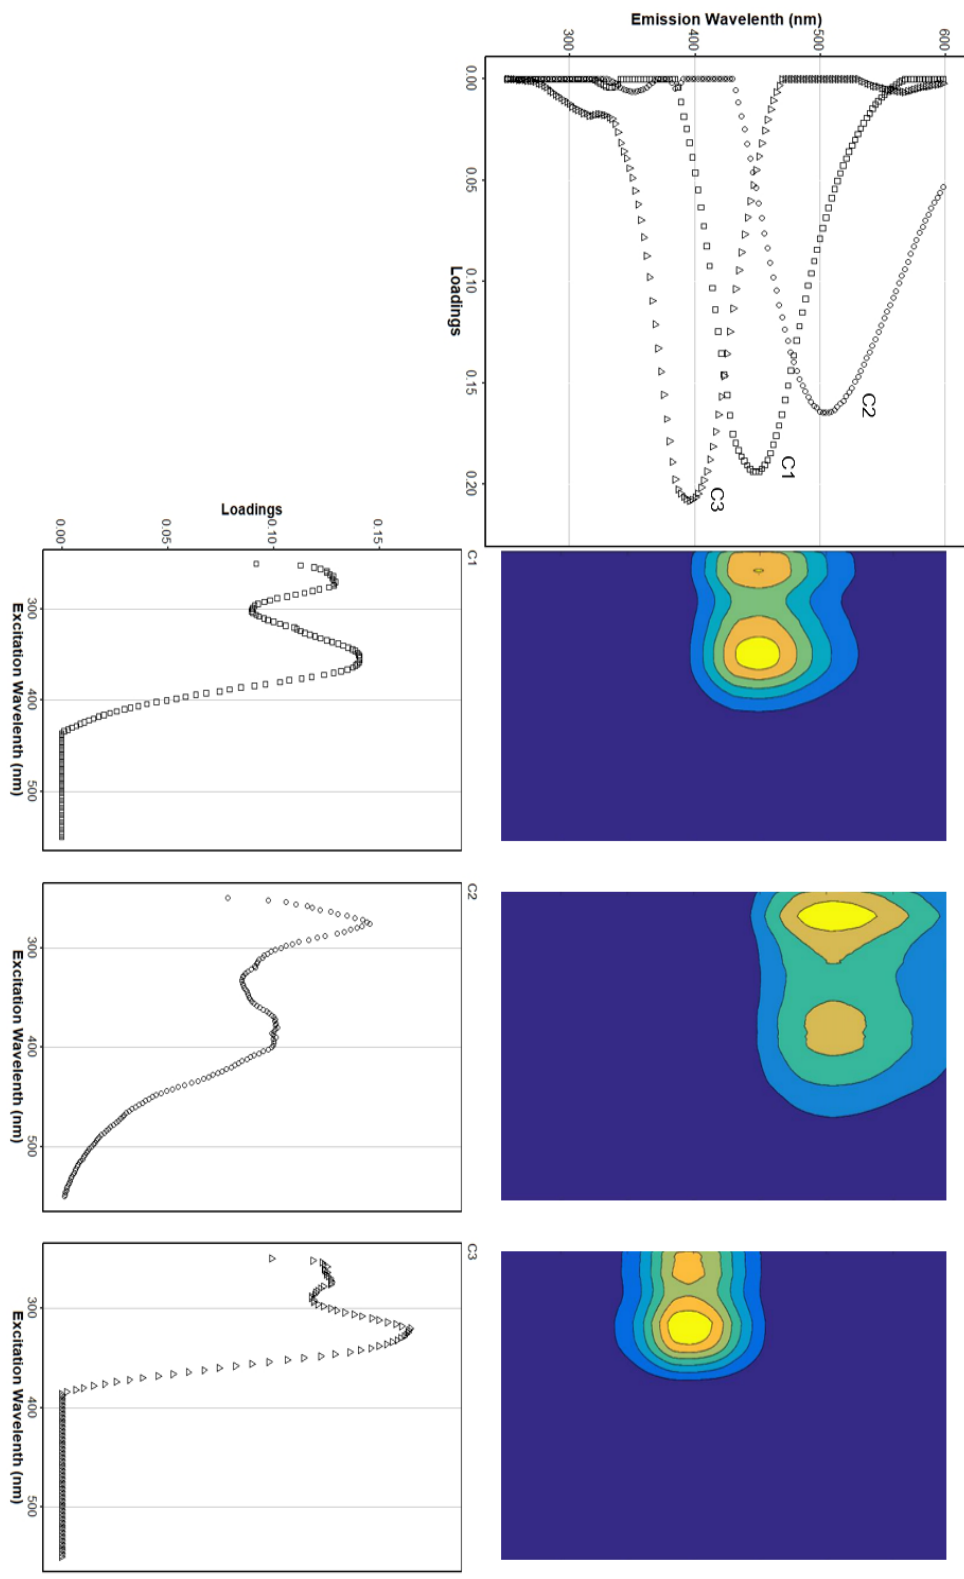 Emission Wavelenth (nm)
300
400
500
600
0.00
0.05
0.10
0.15
0.20
Loadings
C2
C1
C3
Loadings
0.00
0.05
0.10
0.15
C1
300
400
500
Excitation Wavelenth (nm)
C2
300
400
500
Excitation Wavelenth (nm)
C3
300
400
500
Excitation Wavelenth (nm)